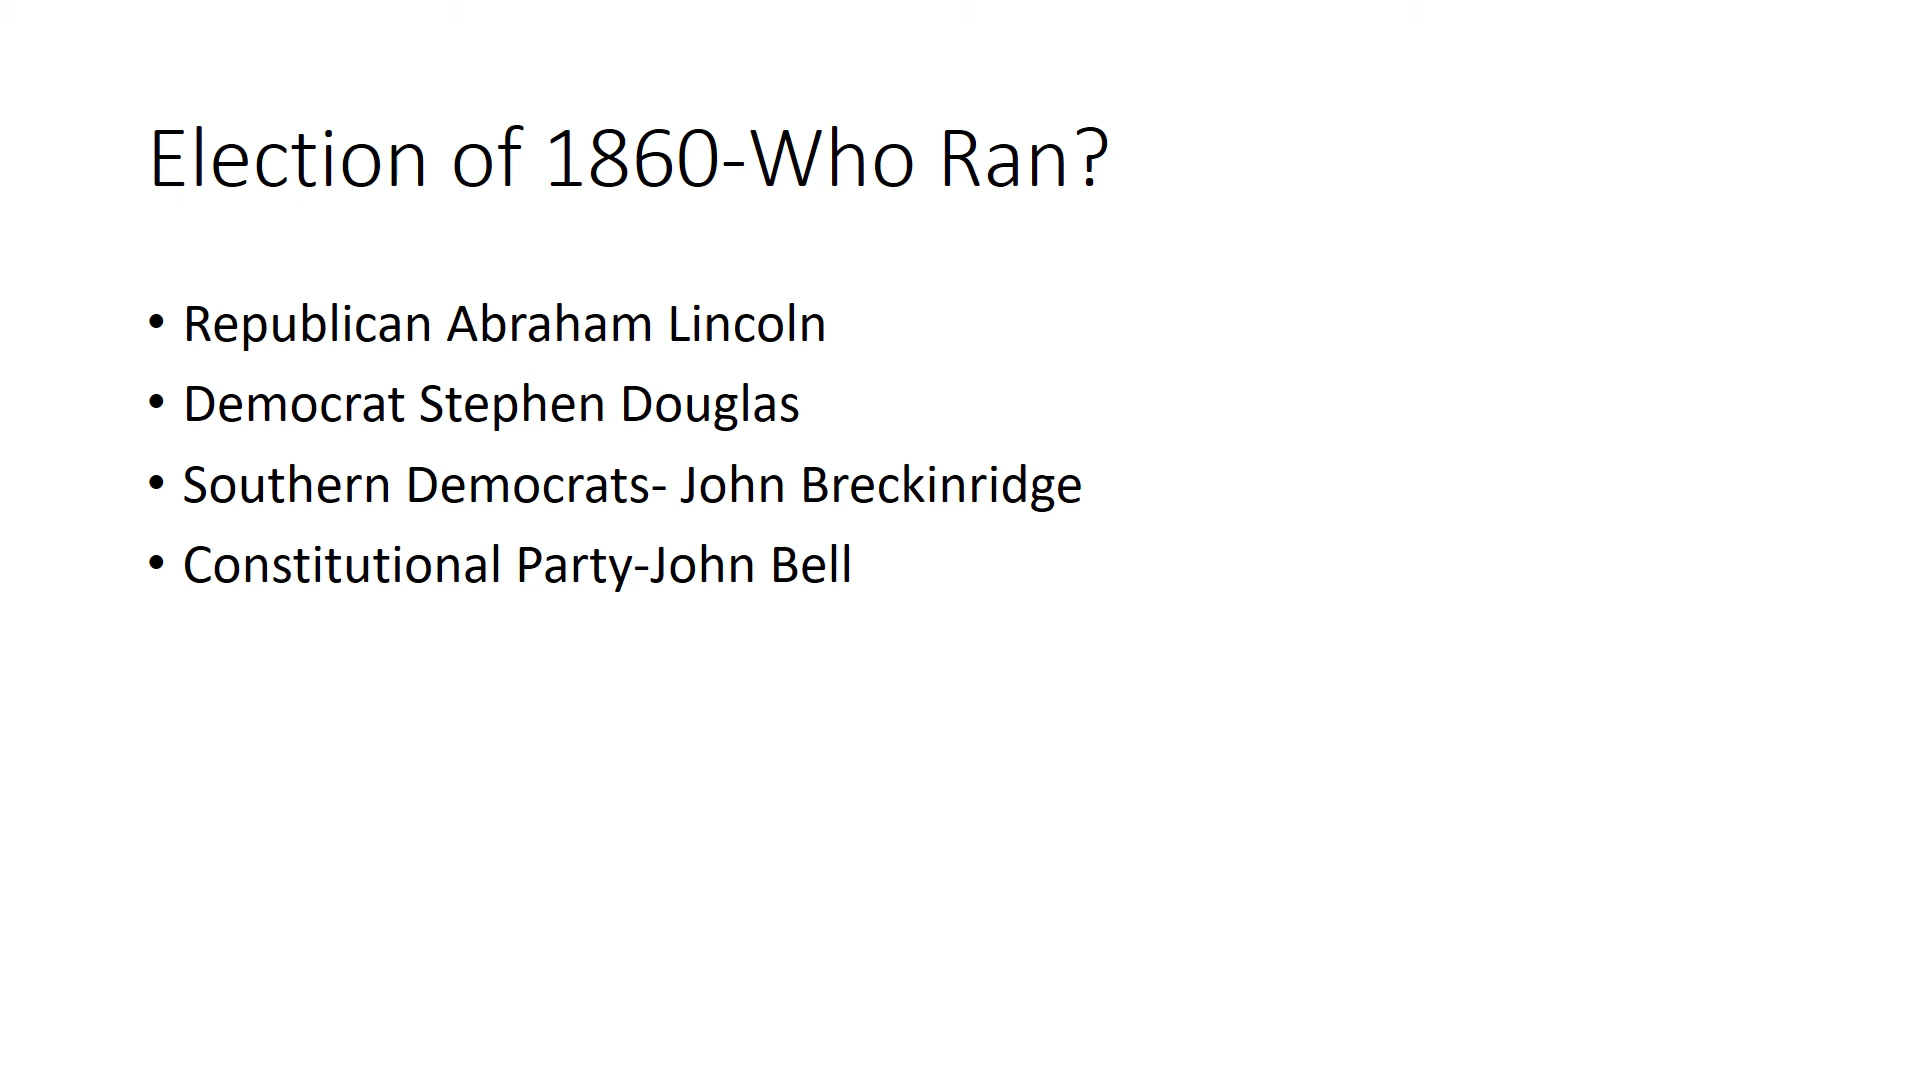 Election of 1860-Who Ran?
• Republican Abraham Lincoln
• Democrat Stephen Douglas
• Southern Democrats- John Breckinridge
• Constitutional Party-John Bell